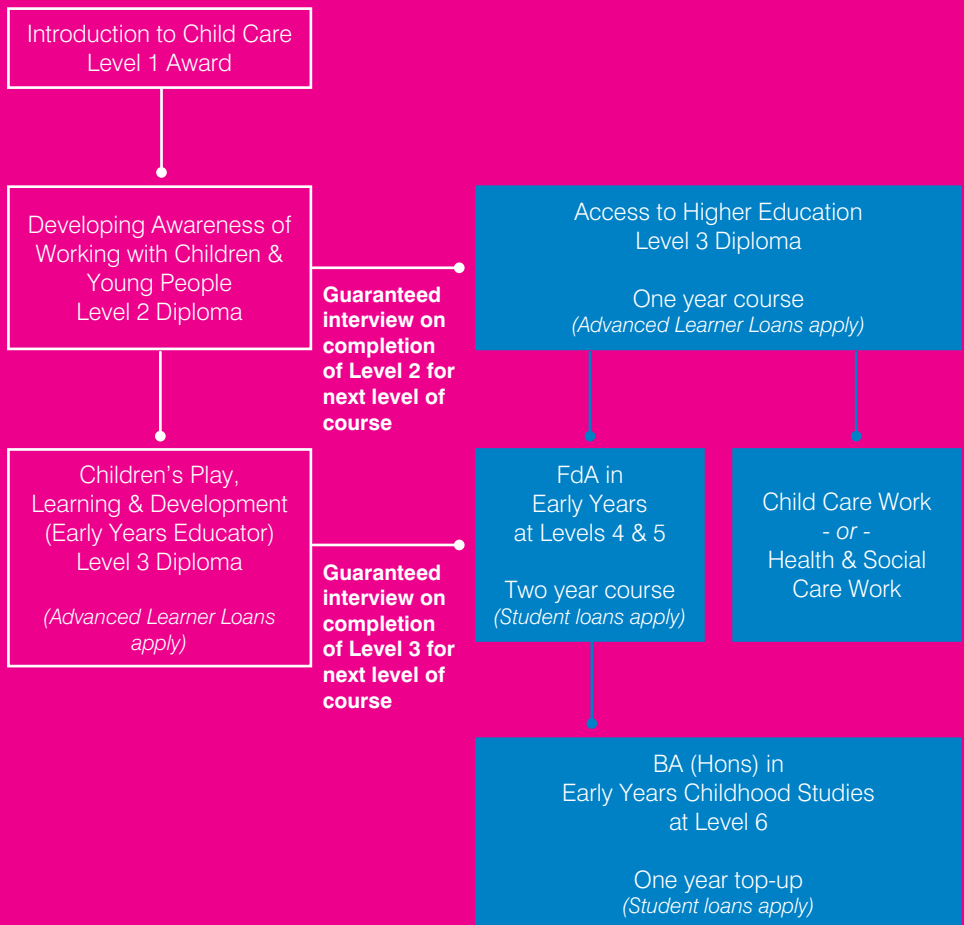 Introduction to Child Care
Level 1 Award
Developing Awareness of
Working with Children &
Young People
Level 2 Diploma
Guaranteed
interview on
completion
of Level 2 for
next level of
course
Access to Higher Education
Level 3 Diploma
One year course
(Advanced Learner Loans apply)
Children’s Play,
Learning & Development
(Early Years Educator)
Level 3 Diploma
(Advanced Learner Loans
apply)
Guaranteed
interview on
completion
of Level 3 for
next level of
course
FdA in
Early Years
at Levels 4 & 5
Two year course
(Student loans apply)
Child Care Work
- or -
Health & Social
Care Work
BA (Hons) in
Early Years Childhood Studies
at Level 6
One year top-up
(Student loans apply)